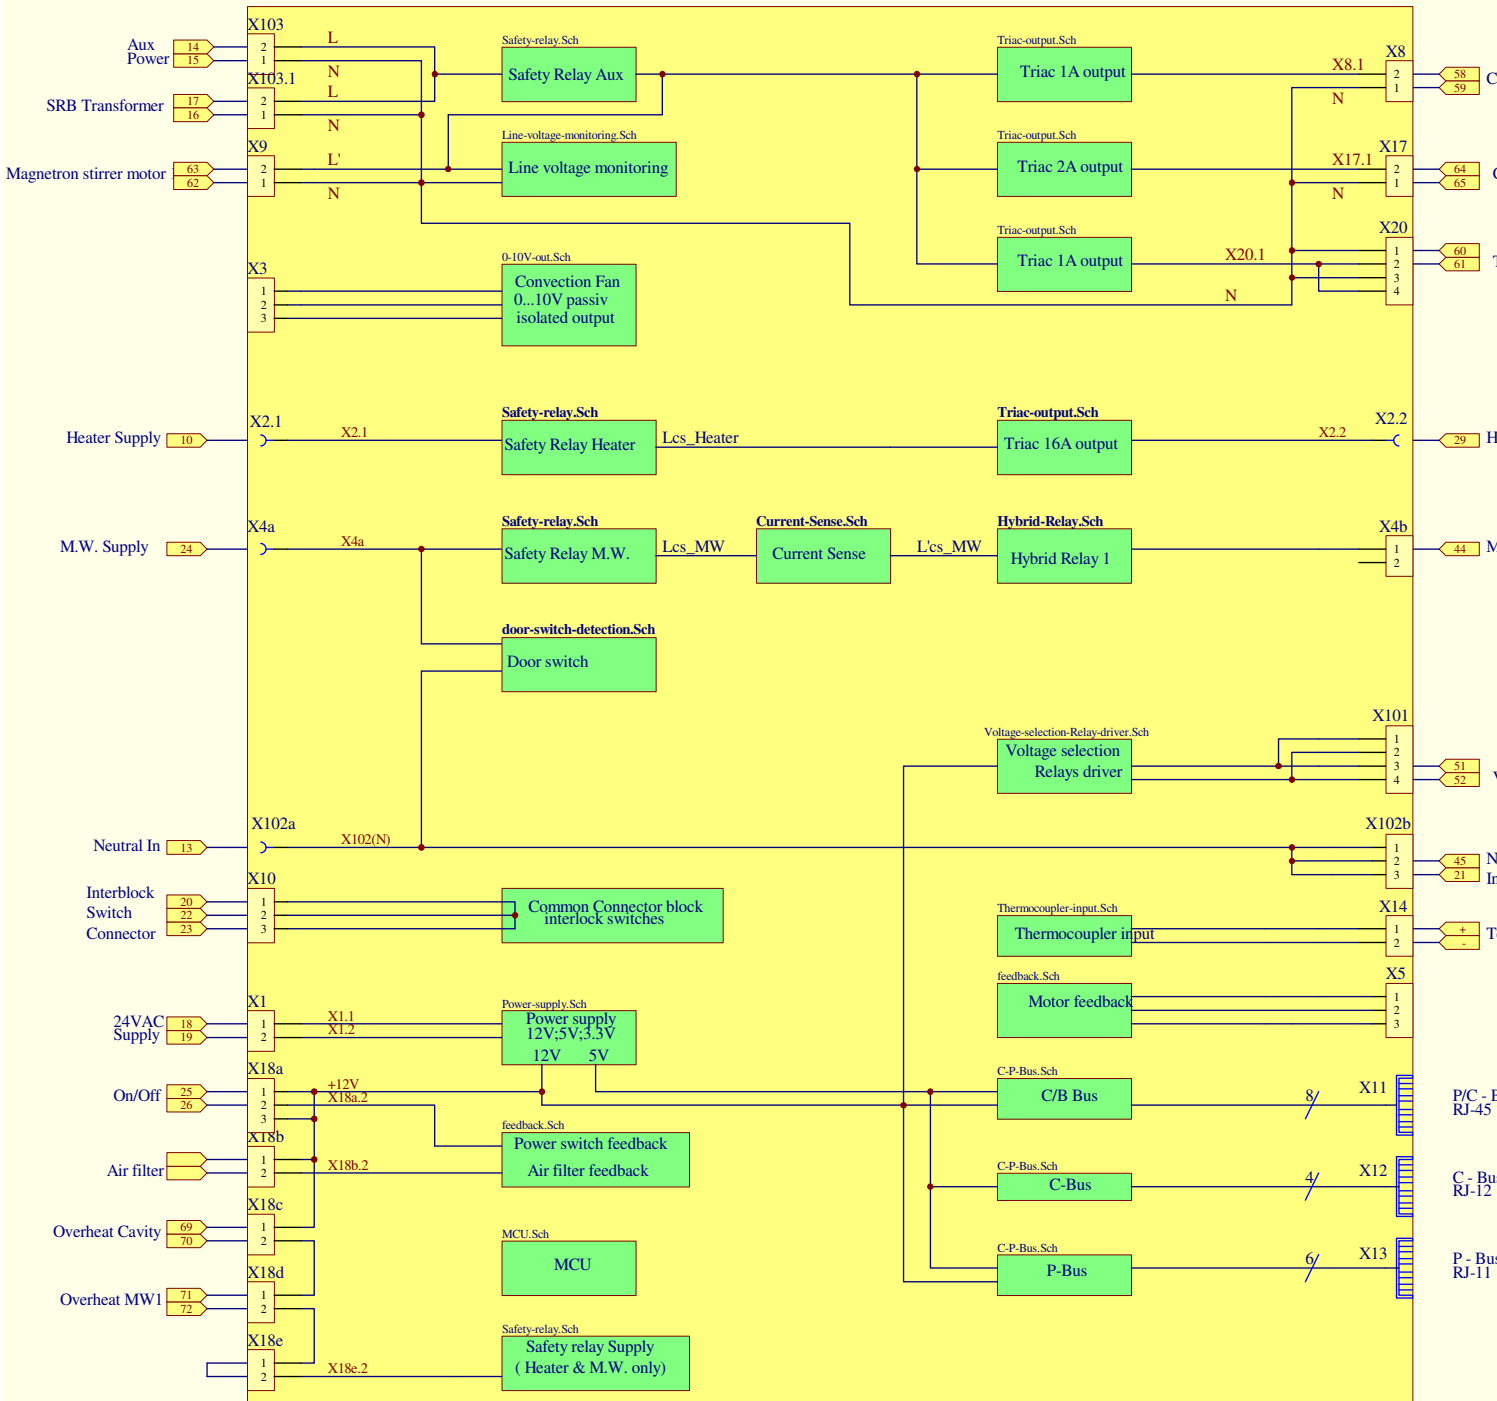 X103
Aux
Power
14
15
2
1
L
N
Safety-relay.Sch
Safety Relay Aux
Triac-output.Sch
Triac 1A output
X8.1
N
X8
2
1
58
59
C
X103.1
SRB Transformer
17
16
2
1
L
N
X9
Magnetron stirrer motor
63
62
2
1
L'
N
Line-voltage-monitoring.Sch
Line voltage monitoring
Triac-output.Sch
Triac 2A output
X17.1
N
X17
2
1
64
65
Triac-output.Sch
Triac 1A output
X20.1
N
X20
1
2
3
4
60
61
X3
1
2
3
0-10V-out.Sch
Convection Fan
0...10V passiv
isolated output
Heater Supply
10
X2.1
X2.1
Safety-relay.Sch
Safety Relay Heater
Lcs_Heater
Triac-output.Sch
Triac 16A output
X2.2
X2.2
29
H
M.W. Supply
24
X4a
X4a
Safety-relay.Sch
Safety Relay M.W.
Lcs_MW
Current-Sense.Sch
Current Sense
L'cs_MW
Hybrid-Relay.Sch
Hybrid Relay 1
X4b
1
2
44
M
door-switch-detection.Sch
Door switch
Voltage-selection-Relay-driver.Sch
Voltage selection
Relays driver
X101
1
2
3
4
51
52
Neutral In
13
X102a
X102(N)
X102b
1
2
3
45
21
N
In
Interblock
Switch
Connector
20
22
23
X10
1
2
3
Common Connector block
interlock switches
Thermocoupler-input.Sch
Thermocoupler input
X14
1
2
+
-
feedback.Sch
Motor feedback
X5
1
2
3
24VAC
Supply
18
19
X1
1
2
X1.1
X1.2
Power-supply.Sch
Power supply
12V;5V;3.3V
12V 5V
On/Off
25
26
X18a
1
2
3
+12V
X18a.2
C-P-Bus.Sch
C/B Bus
8
X11
P/C - B
RJ-45
Air filter
X18b
1
2
X18b.2
feedback.Sch
Power switch feedback
Air filter feedback
C-P-Bus.Sch
C-Bus
4
X12
C - Bus
RJ-12
Overheat Cavity
69
70
X18c
1
2
MCU.Sch
MCU
C-P-Bus.Sch
P-Bus
6
X13
P - Bus
RJ-11
Overheat MW1
71
72
X18d
1
2
X18e
1
2
X18e.2
Safety-relay.Sch
Safety relay Supply
( Heater & M.W. only)